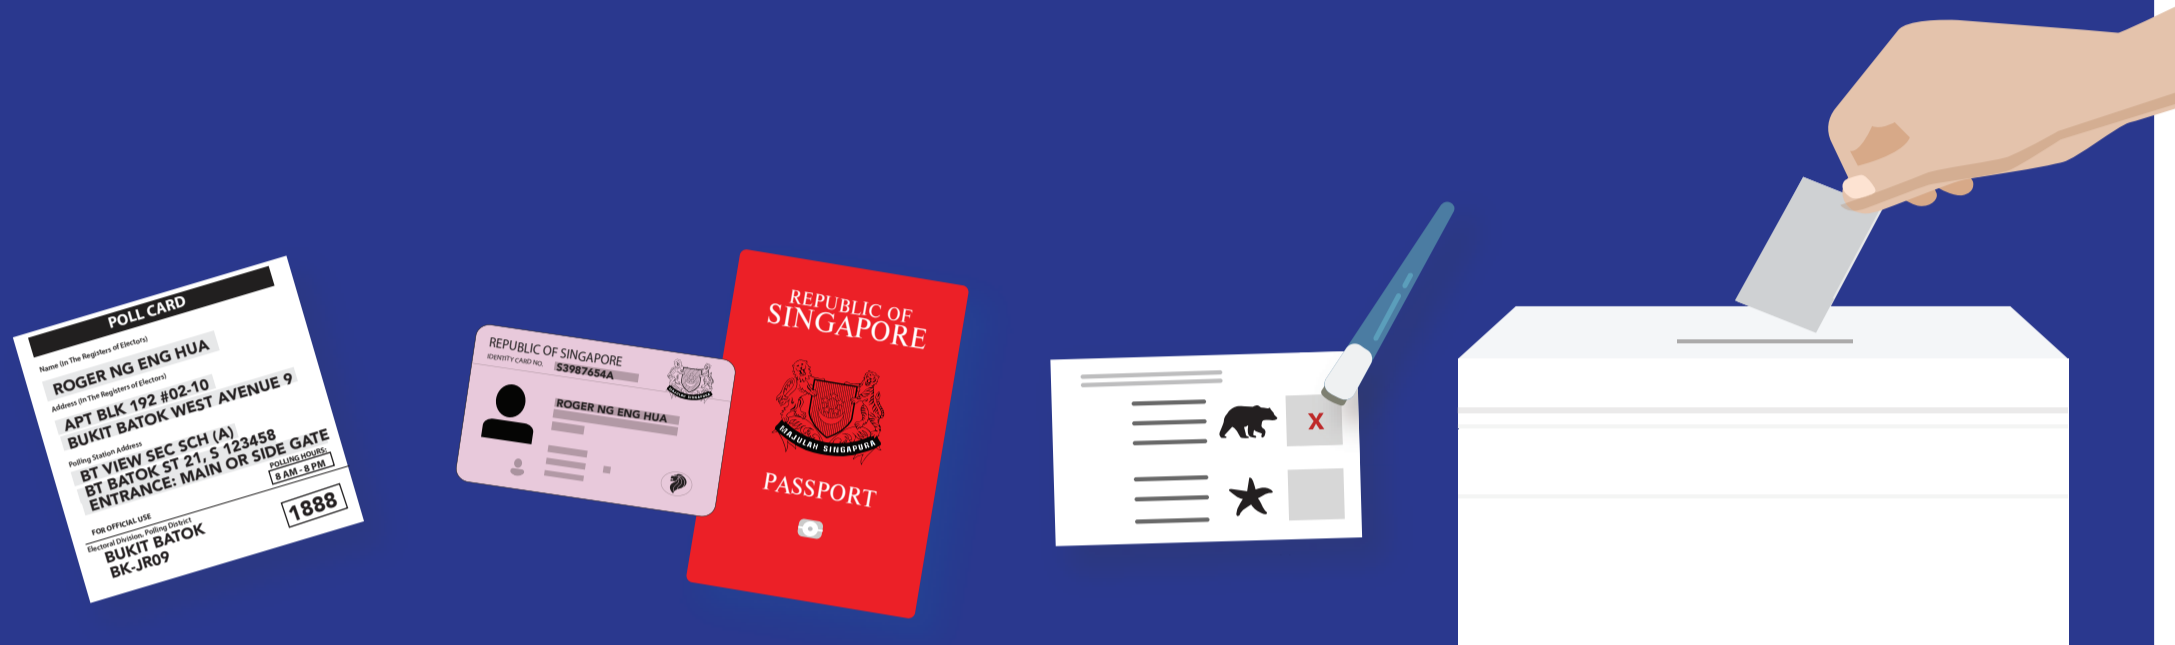 POLL CARD
Name (In The Registers of Electors)
ROGER NG ENG HUA
Address (In The Registers of Electors)
APT BLK 192 #02-10
BUKIT BATOK WEST AVENUE 9
Polling Station Address
BT VIEW SEC SCH (A)
BT BATOK ST 21, S 123458
ENTRANCE: MAIN OR SIDE GATE
POLLING HOURS:
8 AM - 8 PM
FOR OFFICIAL USE
Electoral Division, Polling District
BUKIT BATOK
BK-JR09
1888
REPUBLIC OF SINGAPORE
IDENTITY CARD NO.
S3987654A
ROGER NG ENG HUA
REPUBLIC OF
SINGAPORE
MAJULAH SINGAPURA
PASSPORT
X